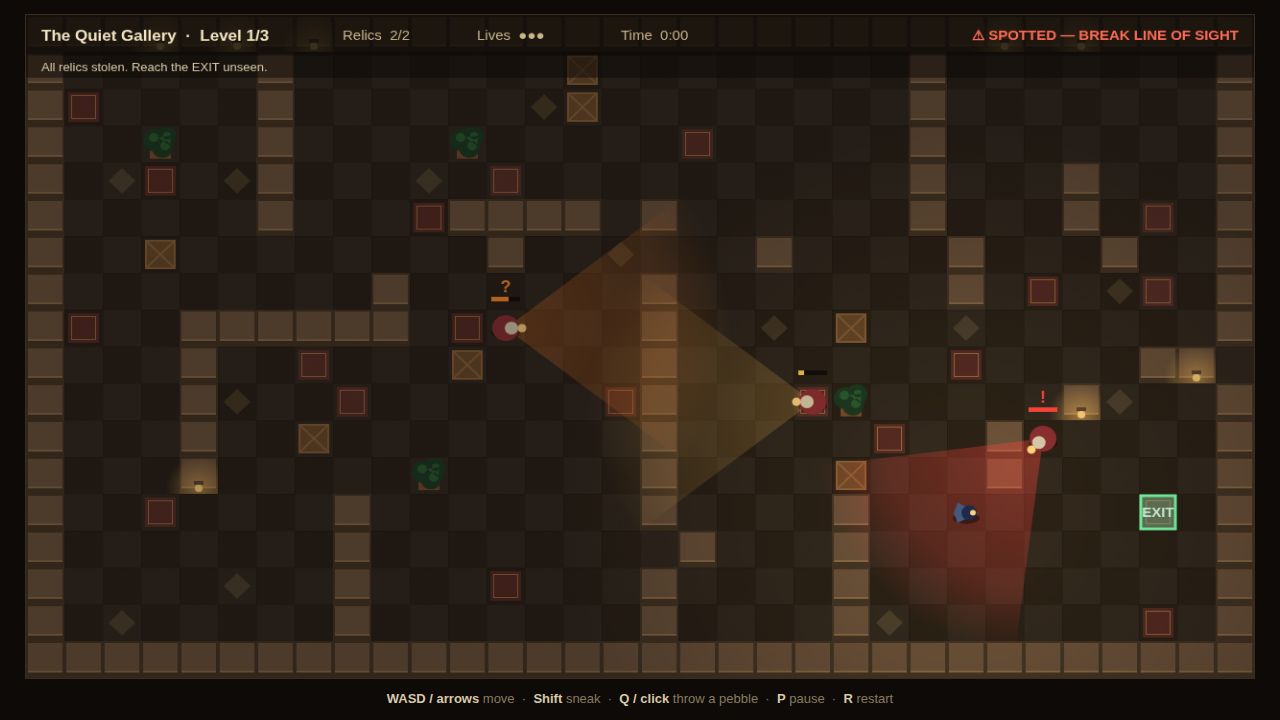 The Quiet Gallery · Level 1/3 Relics 2/2 Lives ●●● Time 0:00 ⚠ SPOTTED — BREAK LINE OF SIGHT
All relics stolen. Reach the EXIT unseen.
?
!
EXIT
WASD / arrows move · Shift sneak · Q / click throw a pebble · P pause · R restart